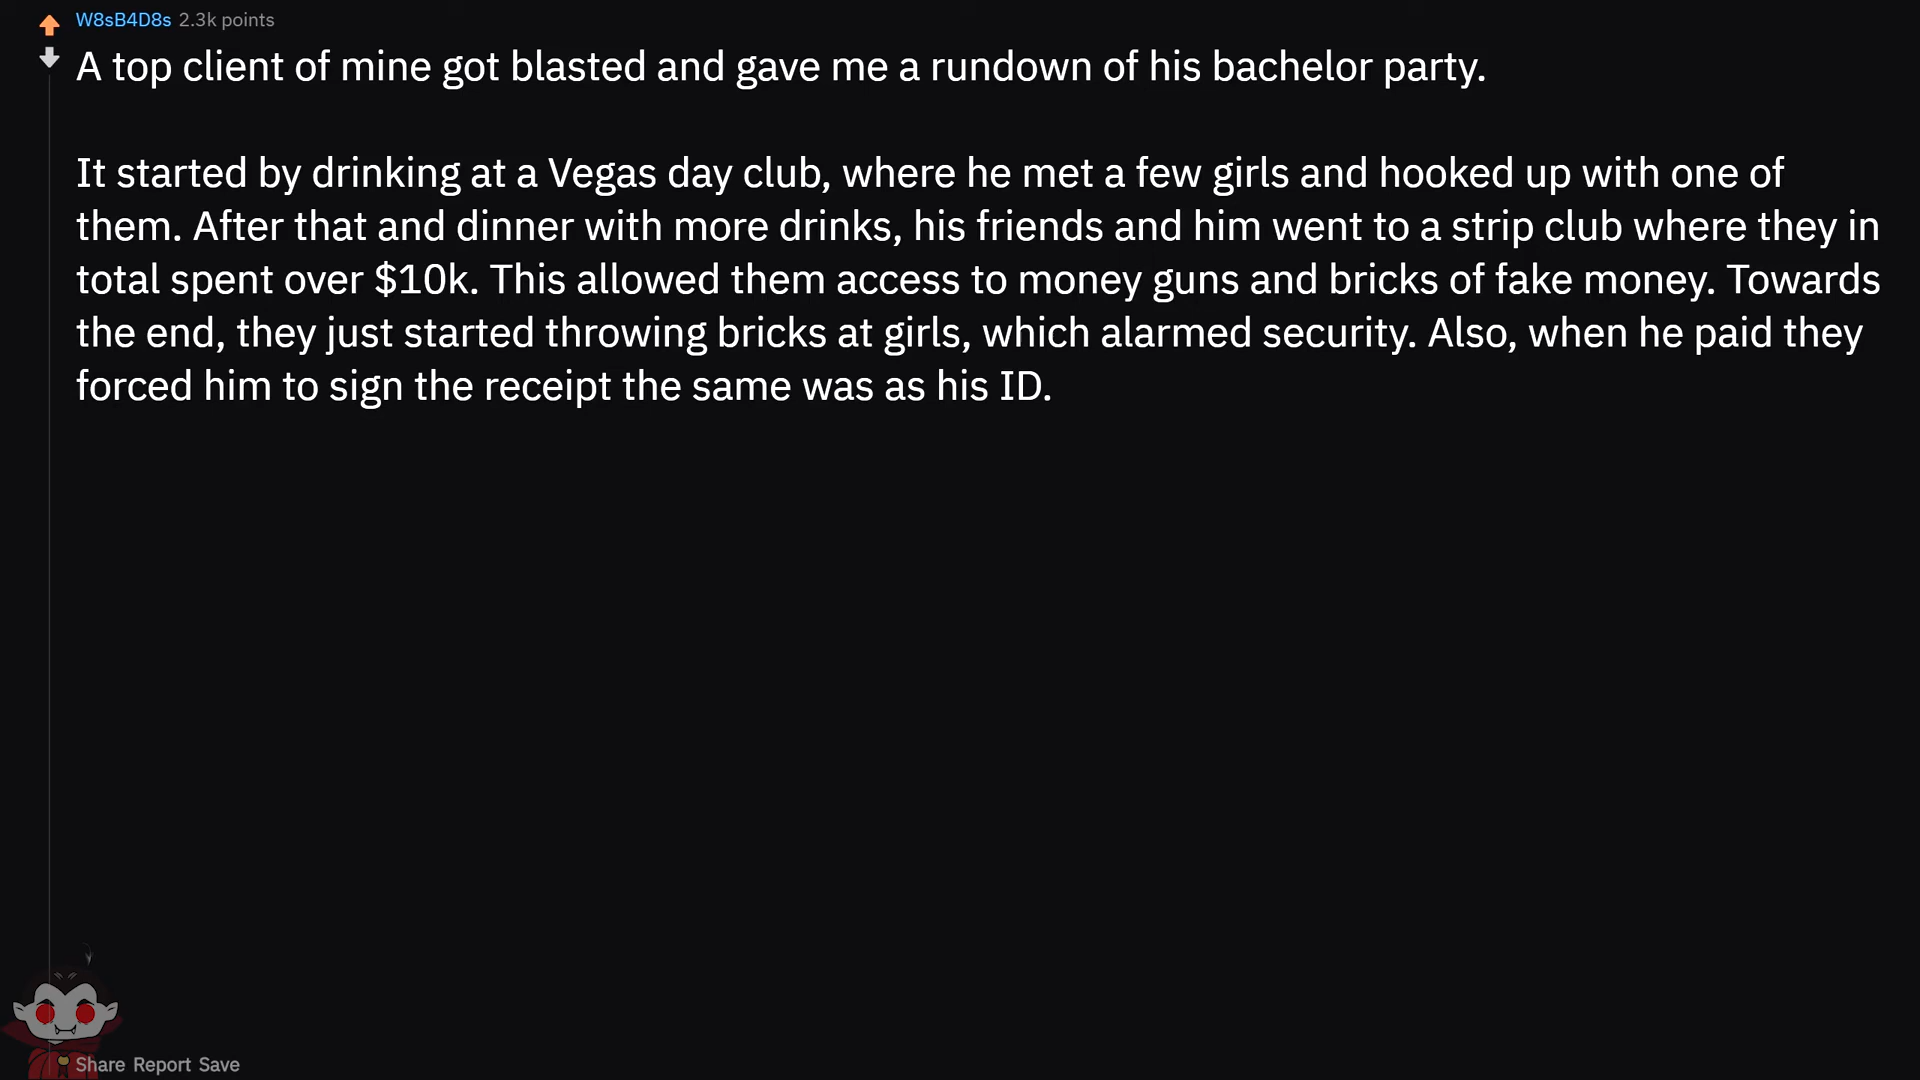 W8sB4D8s 2.3k points
A top client of mine got blasted and gave me a rundown of his bachelor party.
It started by drinking at a Vegas day club, where he met a few girls and hooked up with one of
them. After that and dinner with more drinks, his friends and him went to a strip club where they in
total spent over $10k. This allowed them access to money guns and bricks of fake money. Towards
the end, they just started throwing bricks at girls, which alarmed security. Also, when he paid they
forced him to sign the receipt the same was as his ID.
Share Report Save